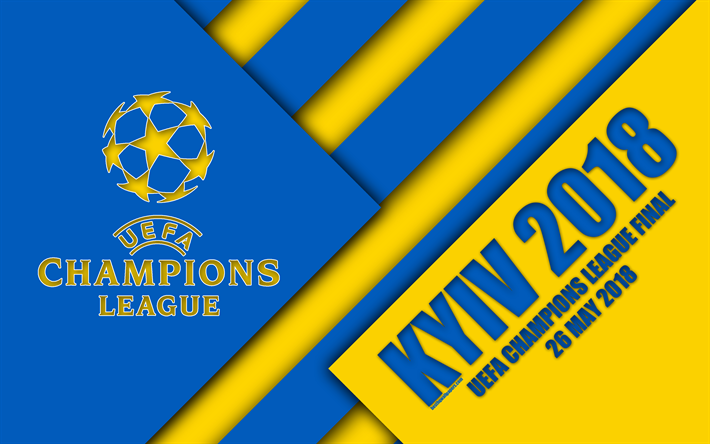 UEFA
CHAMPIONS
LEAGUE
KYIV 2018
UEFA CHAMPIONS LEAGUE FINAL
26 MAY 2018